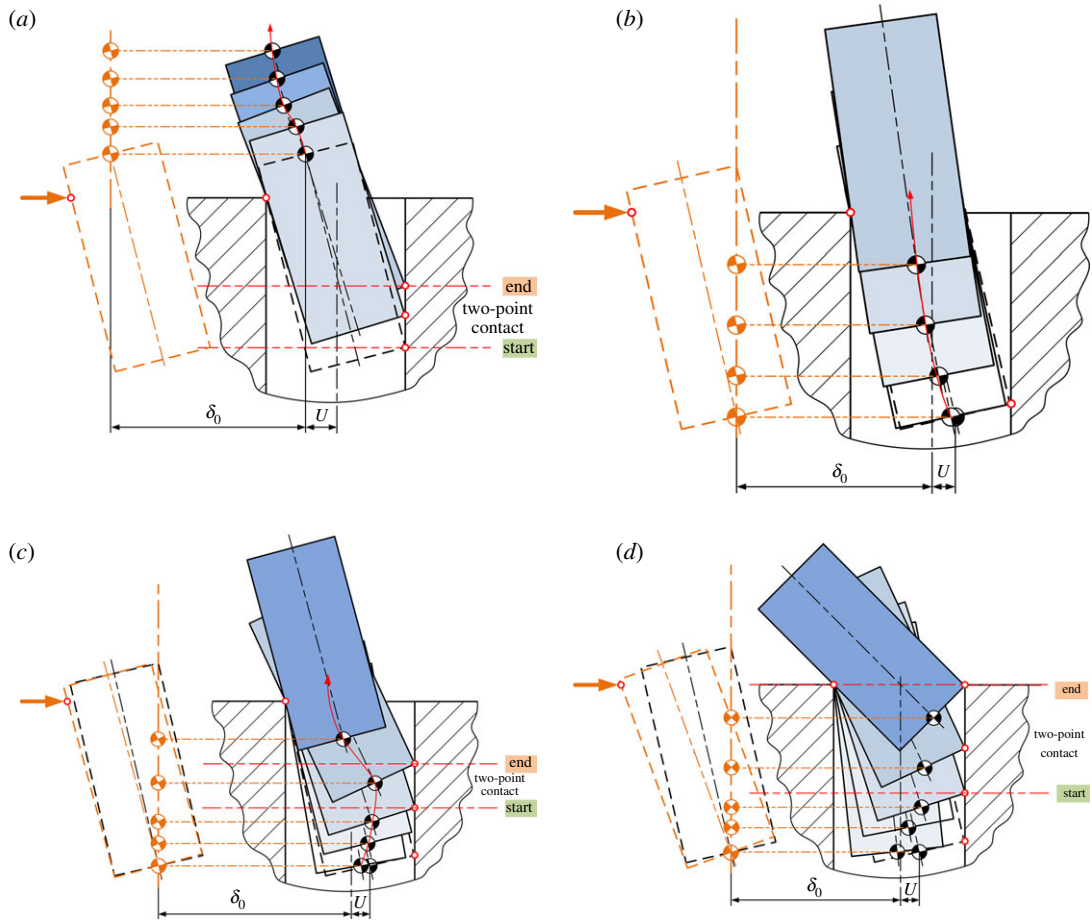 (a)
end
two-point
contact
start
δ₀ U
(b)
δ₀ U
(c)
end
two-point
contact
start
δ₀ U
(d)
end
two-point
contact
start
δ₀ U